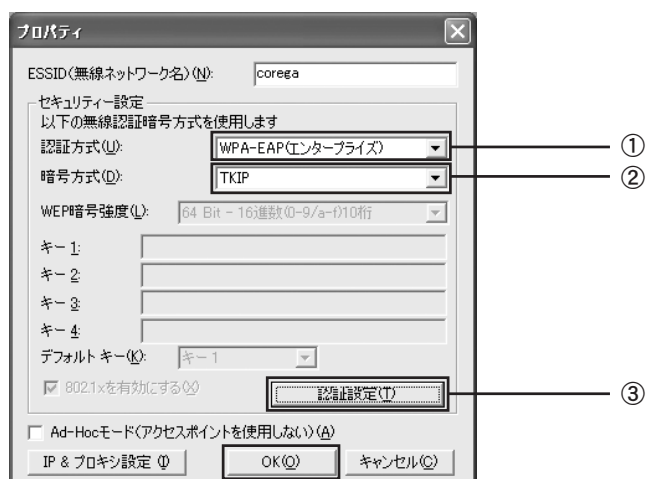 プロパティ
ESSID(無線ネットワーク名)(N): corega
セキュリティー設定
以下の無線認証暗号方式を使用します
認証方式(U): WPA-EAP(エンタープライズ) ①
暗号方式(D): TKIP ②
WEP暗号強度(L): 64 Bit - 16進数(0-9/a-f)10桁
キー 1:
キー 2:
キー 3:
キー 4:
デフォルト キー(K): キー 1
802.1xを有効にする(X) 認証設定(T) ③
Ad-Hocモード(アクセスポイントを使用しない)(A)
IP & プロキシ設定 (I) OK(O) キャンセル(C)